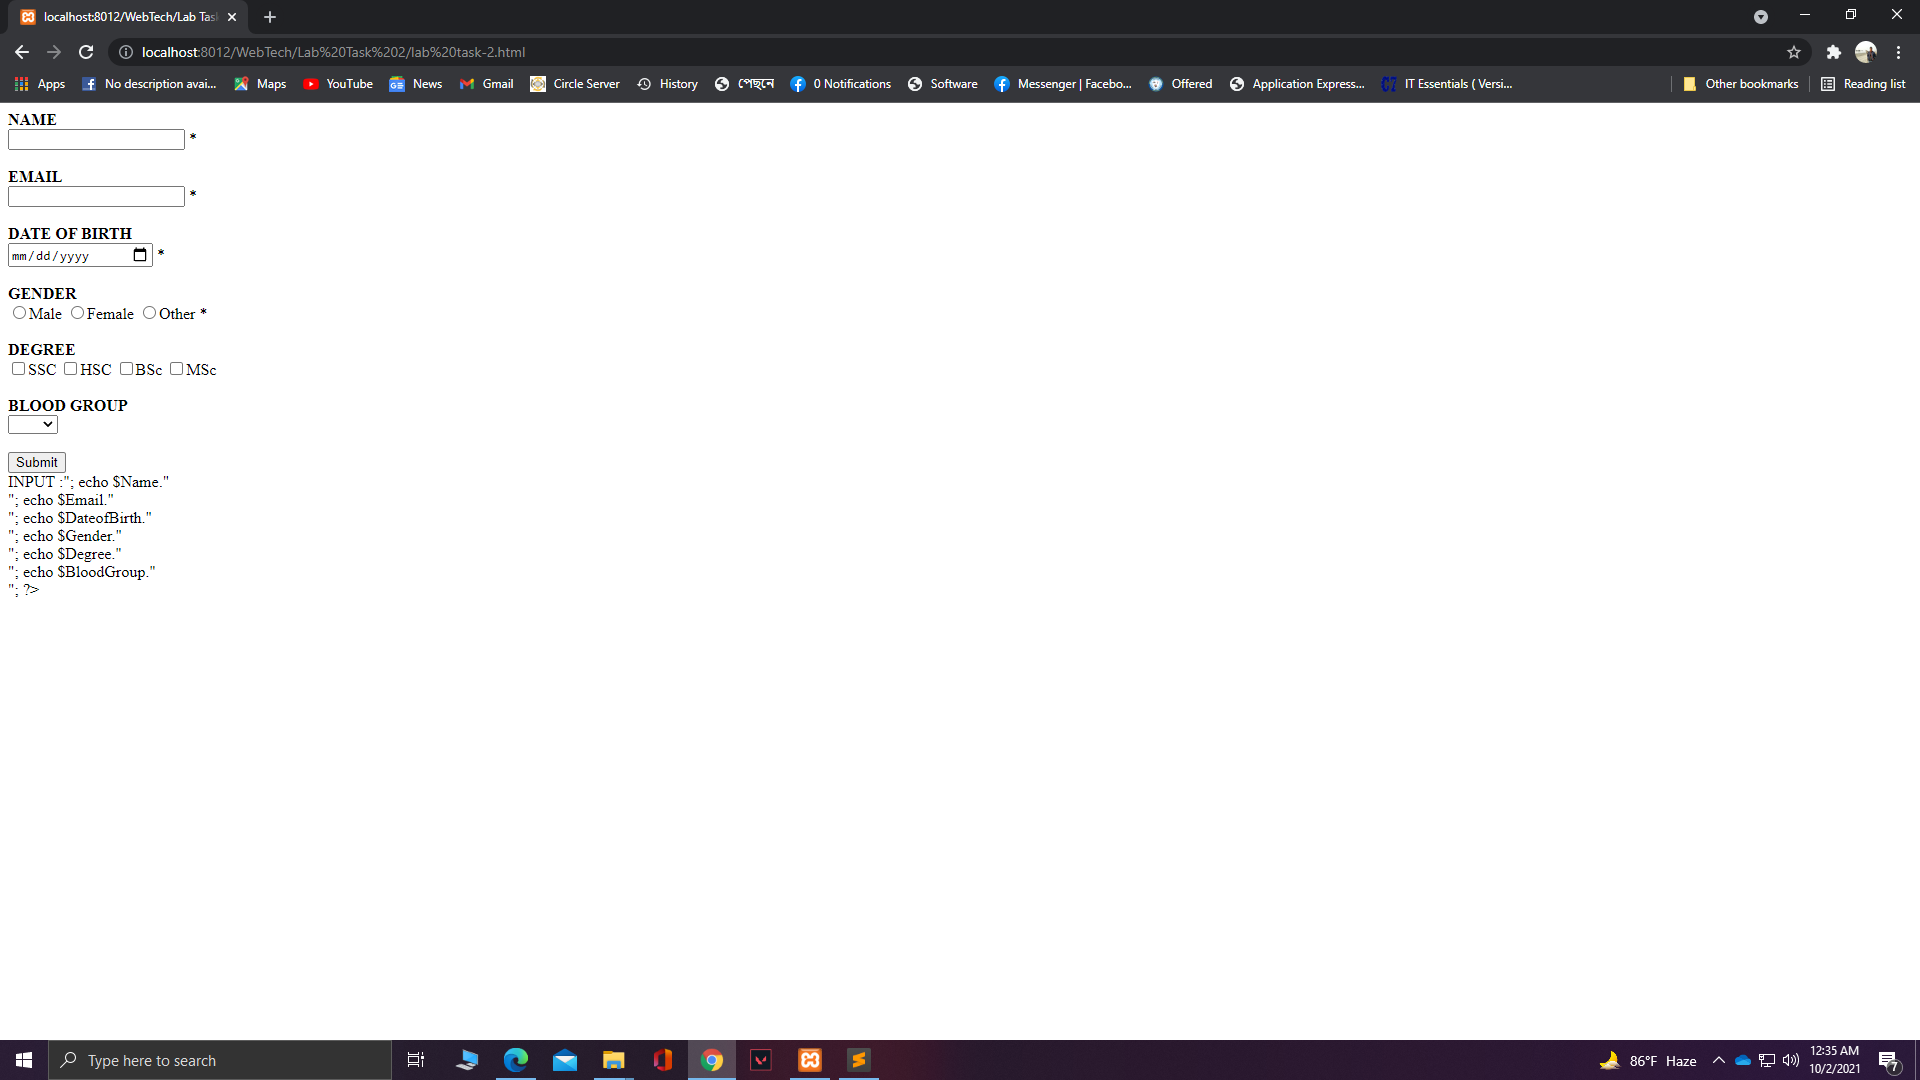 localhost:8012/WebTech/Lab Tas
localhost:8012/WebTech/Lab%20Task%202/lab%20task-2.html
Apps No description avai... Maps YouTube News Gmail Circle Server History পেছনে 0 Notifications Software Messenger | Facebo... Offered Application Express... IT Essentials ( Versi... Other bookmarks Reading list
NAME
*
EMAIL
*
DATE OF BIRTH
mm/dd/yyyy *
GENDER
Male Female Other *
DEGREE
SSC HSC BSc MSc
BLOOD GROUP
Submit
INPUT :"; echo $Name."
"; echo $Email."
"; echo $DateofBirth."
"; echo $Gender."
"; echo $Degree."
"; echo $BloodGroup."
"; ?>
Type here to search
86°F Haze
12:35 AM
10/2/2021
7